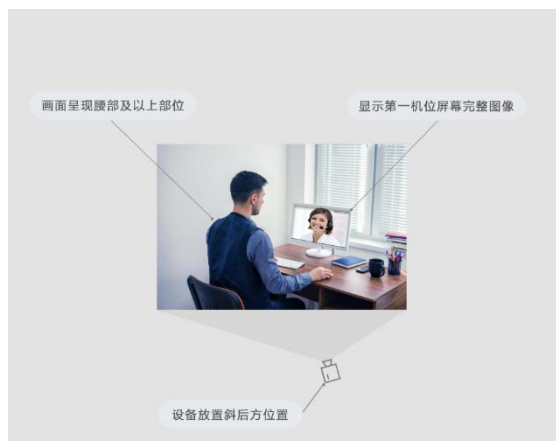 画面呈现腰部及以上部位
显示第一机位屏幕完整图像
设备放置斜后方位置